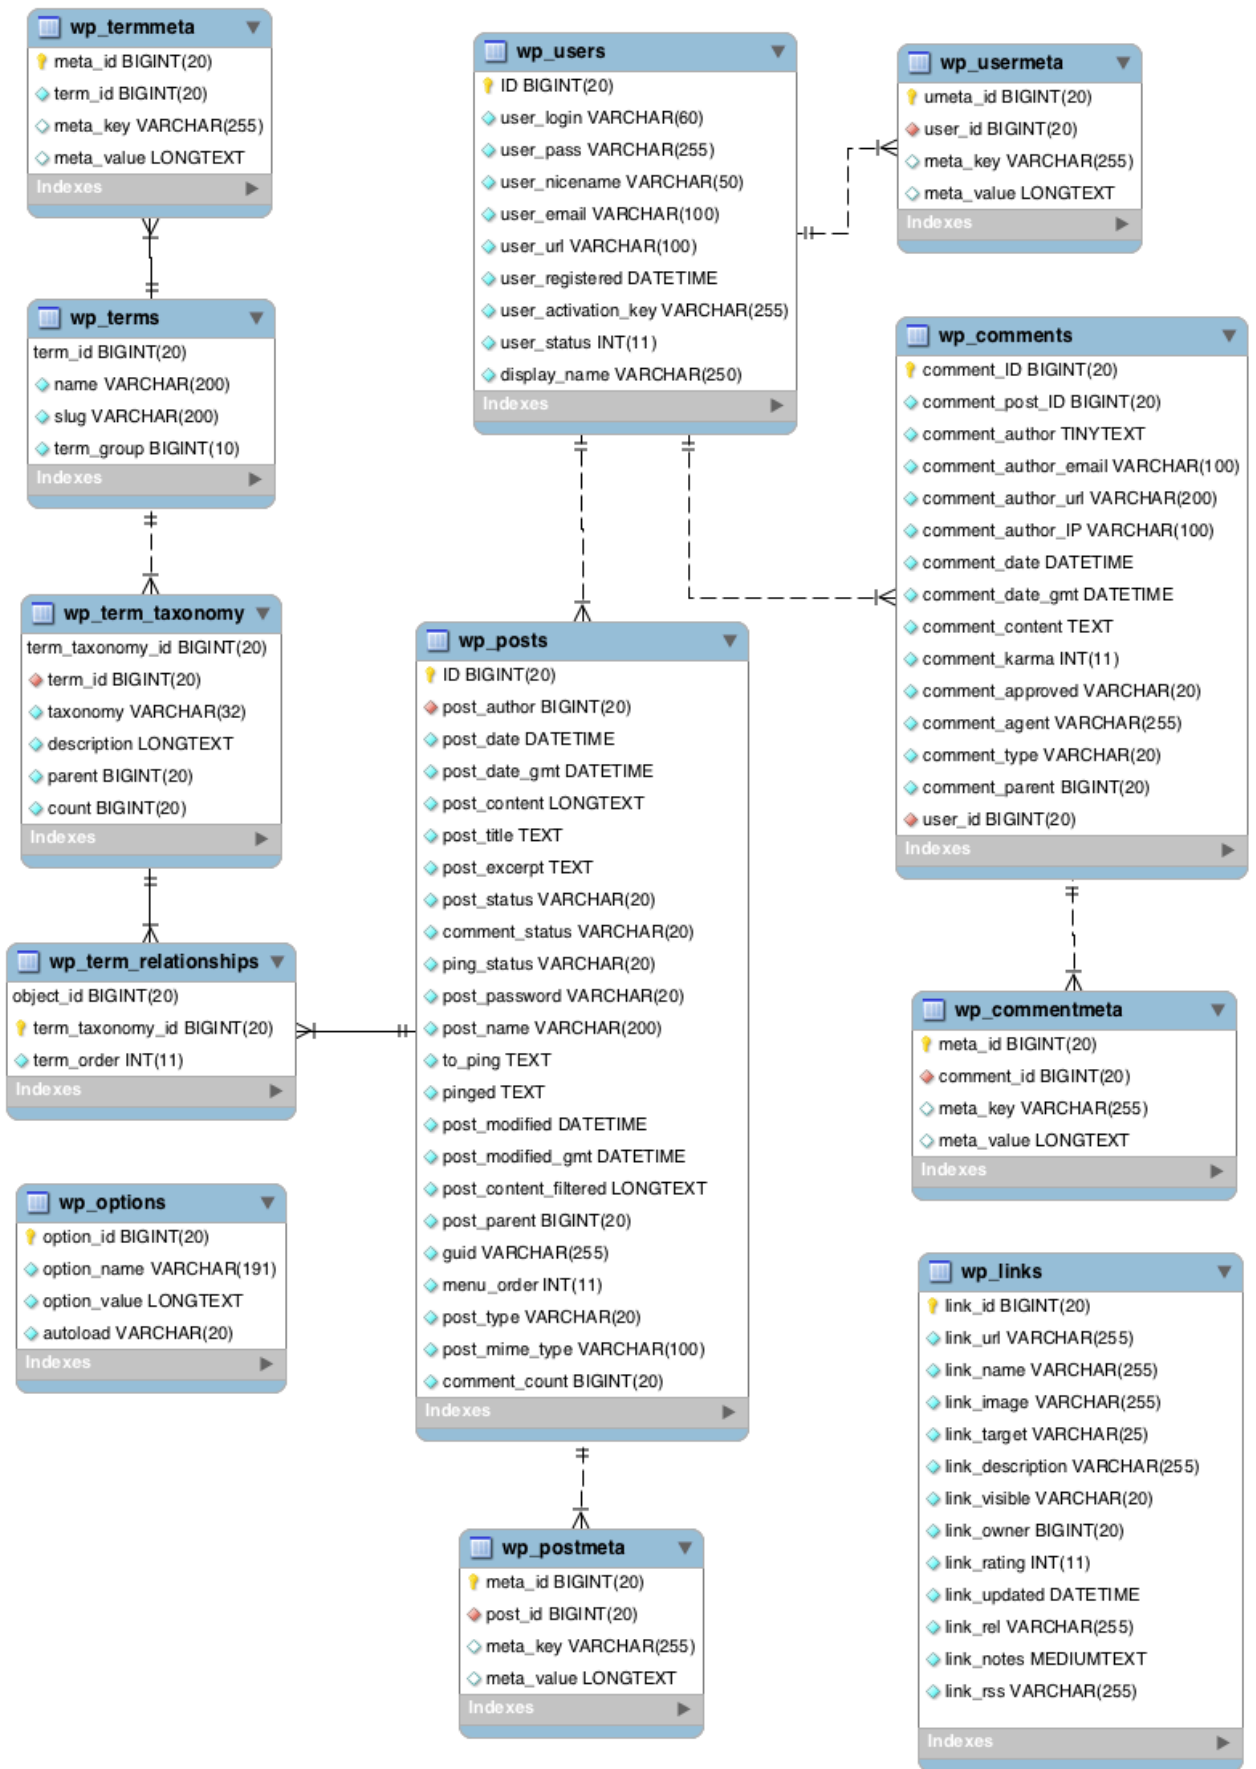 wp_termmeta
meta_id BIGINT(20)
term_id BIGINT(20)
meta_key VARCHAR(255)
meta_value LONGTEXT
Indexes
wp_terms
term_id BIGINT(20)
name VARCHAR(200)
slug VARCHAR(200)
term_group BIGINT(10)
Indexes
wp_term_taxonomy
term_taxonomy_id BIGINT(20)
term_id BIGINT(20)
taxonomy VARCHAR(32)
description LONGTEXT
parent BIGINT(20)
count BIGINT(20)
Indexes
wp_term_relationships
object_id BIGINT(20)
term_taxonomy_id BIGINT(20)
term_order INT(11)
Indexes
wp_options
option_id BIGINT(20)
option_name VARCHAR(191)
option_value LONGTEXT
autoload VARCHAR(20)
Indexes
wp_users
ID BIGINT(20)
user_login VARCHAR(60)
user_pass VARCHAR(255)
user_nicename VARCHAR(50)
user_email VARCHAR(100)
user_url VARCHAR(100)
user_registered DATETIME
user_activation_key VARCHAR(255)
user_status INT(11)
display_name VARCHAR(250)
Indexes
wp_posts
ID BIGINT(20)
post_author BIGINT(20)
post_date DATETIME
post_date_gmt DATETIME
post_content LONGTEXT
post_title TEXT
post_excerpt TEXT
post_status VARCHAR(20)
comment_status VARCHAR(20)
ping_status VARCHAR(20)
post_password VARCHAR(20)
post_name VARCHAR(200)
to_ping TEXT
pinged TEXT
post_modified DATETIME
post_modified_gmt DATETIME
post_content_filtered LONGTEXT
post_parent BIGINT(20)
guid VARCHAR(255)
menu_order INT(11)
post_type VARCHAR(20)
post_mime_type VARCHAR(100)
comment_count BIGINT(20)
Indexes
wp_postmeta
meta_id BIGINT(20)
post_id BIGINT(20)
meta_key VARCHAR(255)
meta_value LONGTEXT
Indexes
wp_usermeta
umeta_id BIGINT(20)
user_id BIGINT(20)
meta_key VARCHAR(255)
meta_value LONGTEXT
Indexes
wp_comments
comment_ID BIGINT(20)
comment_post_ID BIGINT(20)
comment_author TINYTEXT
comment_author_email VARCHAR(100)
comment_author_url VARCHAR(200)
comment_author_IP VARCHAR(100)
comment_date DATETIME
comment_date_gmt DATETIME
comment_content TEXT
comment_karma INT(11)
comment_approved VARCHAR(20)
comment_agent VARCHAR(255)
comment_type VARCHAR(20)
comment_parent BIGINT(20)
user_id BIGINT(20)
Indexes
wp_commentmeta
meta_id BIGINT(20)
comment_id BIGINT(20)
meta_key VARCHAR(255)
meta_value LONGTEXT
Indexes
wp_links
link_id BIGINT(20)
link_url VARCHAR(255)
link_name VARCHAR(255)
link_image VARCHAR(255)
link_target VARCHAR(25)
link_description VARCHAR(255)
link_visible VARCHAR(20)
link_owner BIGINT(20)
link_rating INT(11)
link_updated DATETIME
link_rel VARCHAR(255)
link_notes MEDIUMTEXT
link_rss VARCHAR(255)
Indexes